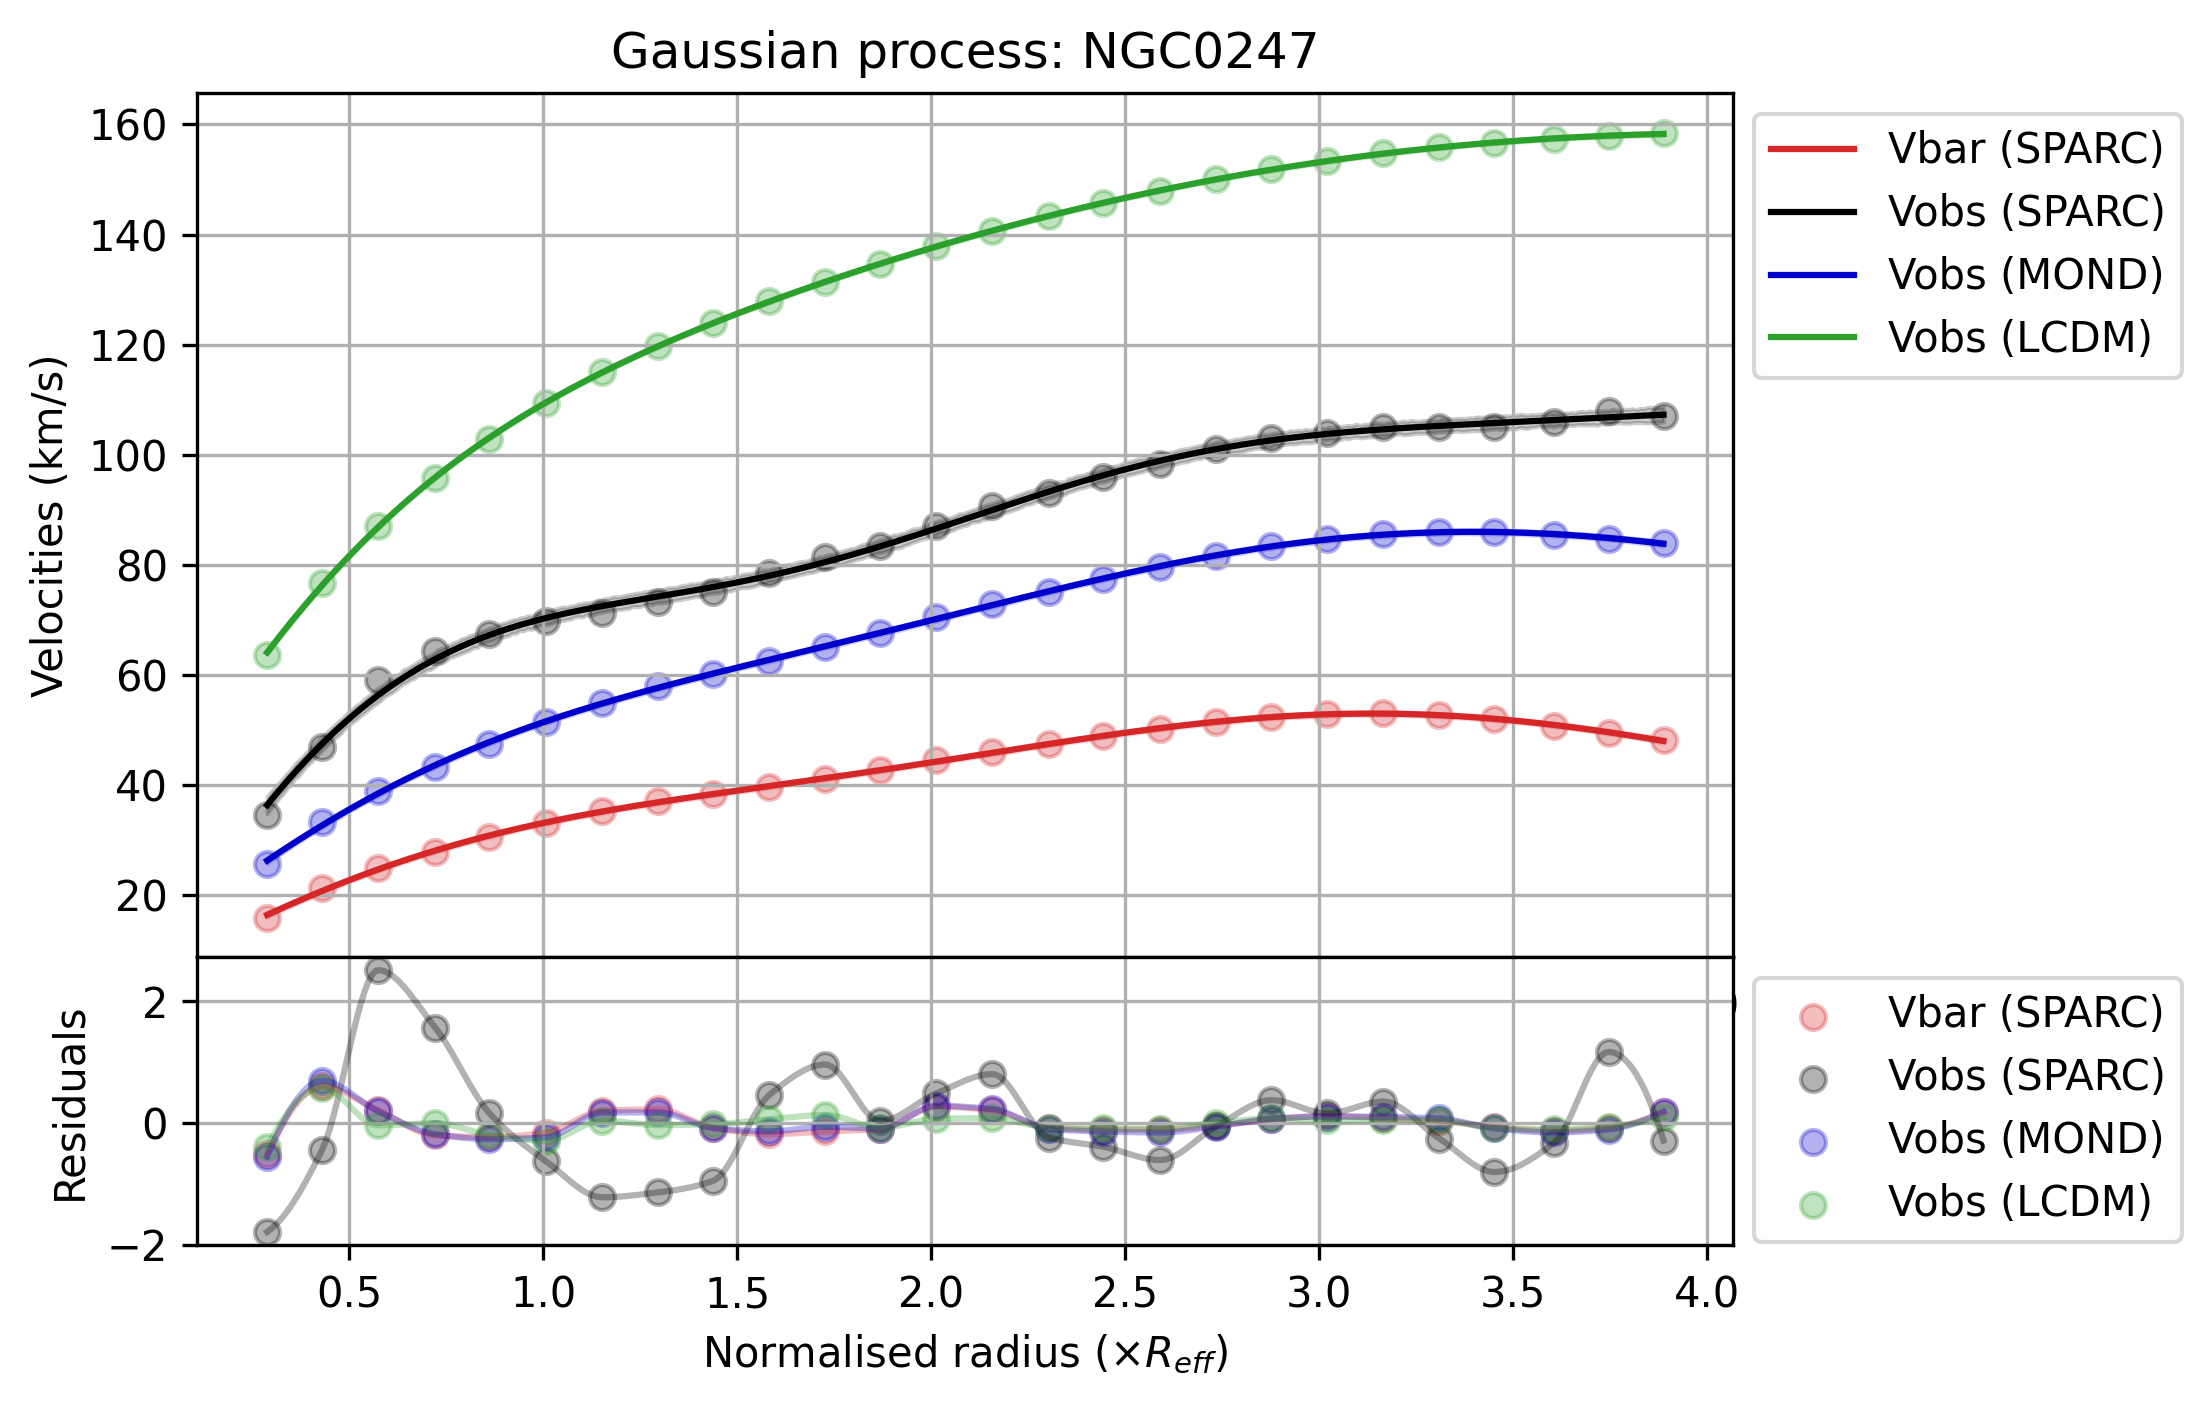 Gaussian process: NGC0247
Velocities (km/s)
160
140
120
100
80
60
40
20
Vbar (SPARC)
Vobs (SPARC)
Vobs (MOND)
Vobs (LCDM)
Residuals
2
0
−2
Vbar (SPARC)
Vobs (SPARC)
Vobs (MOND)
Vobs (LCDM)
0.5 1.0 1.5 2.0 2.5 3.0 3.5 4.0
Normalised radius (×R_eff)